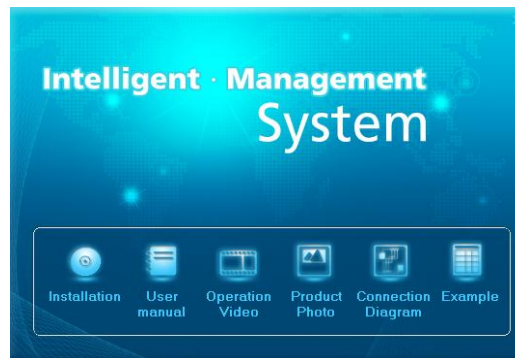 Intelligent · Management
System
Installation
User
manual
Operation
Video
Product
Photo
Connection
Diagram
Example